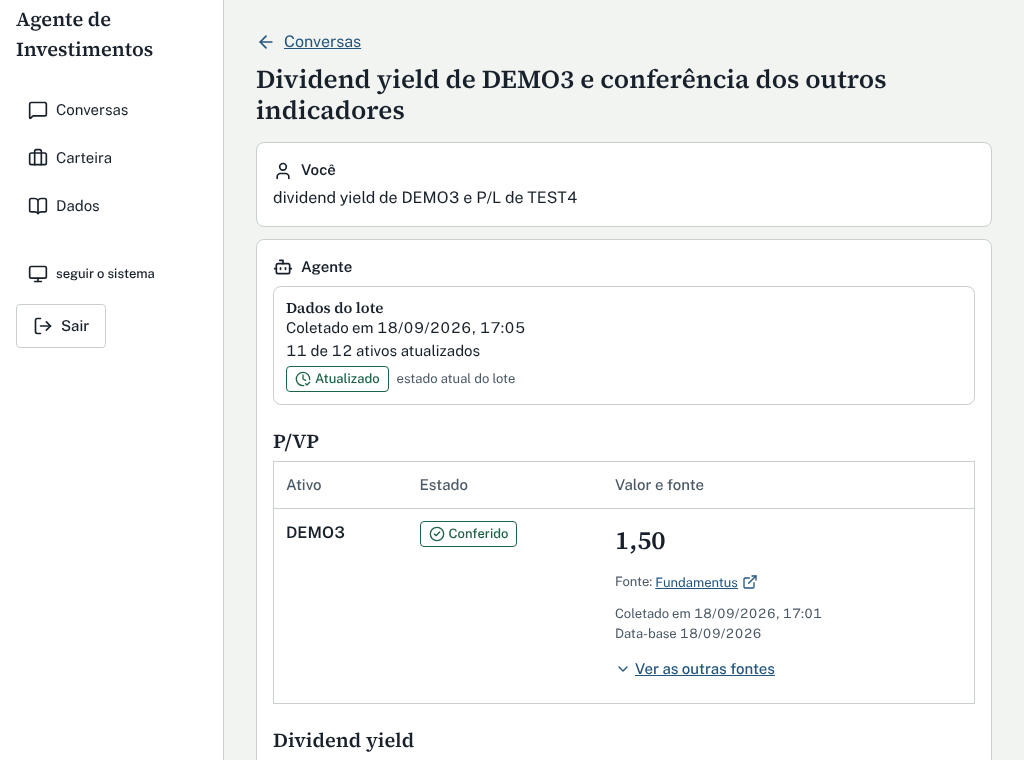 Agente de
Investimentos
Conversas
Carteira
Dados
seguir o sistema
Sair
Conversas
Dividend yield de DEMO3 e conferência dos outros
indicadores
Você
dividend yield de DEMO3 e P/L de TEST4
Agente
Dados do lote
Coletado em 18/09/2026, 17:05
11 de 12 ativos atualizados
Atualizado estado atual do lote
P/VP
Ativo Estado Valor e fonte
DEMO3 Conferido 1,50
Fonte: Fundamentus
Coletado em 18/09/2026, 17:01
Data-base 18/09/2026
Ver as outras fontes
Dividend yield